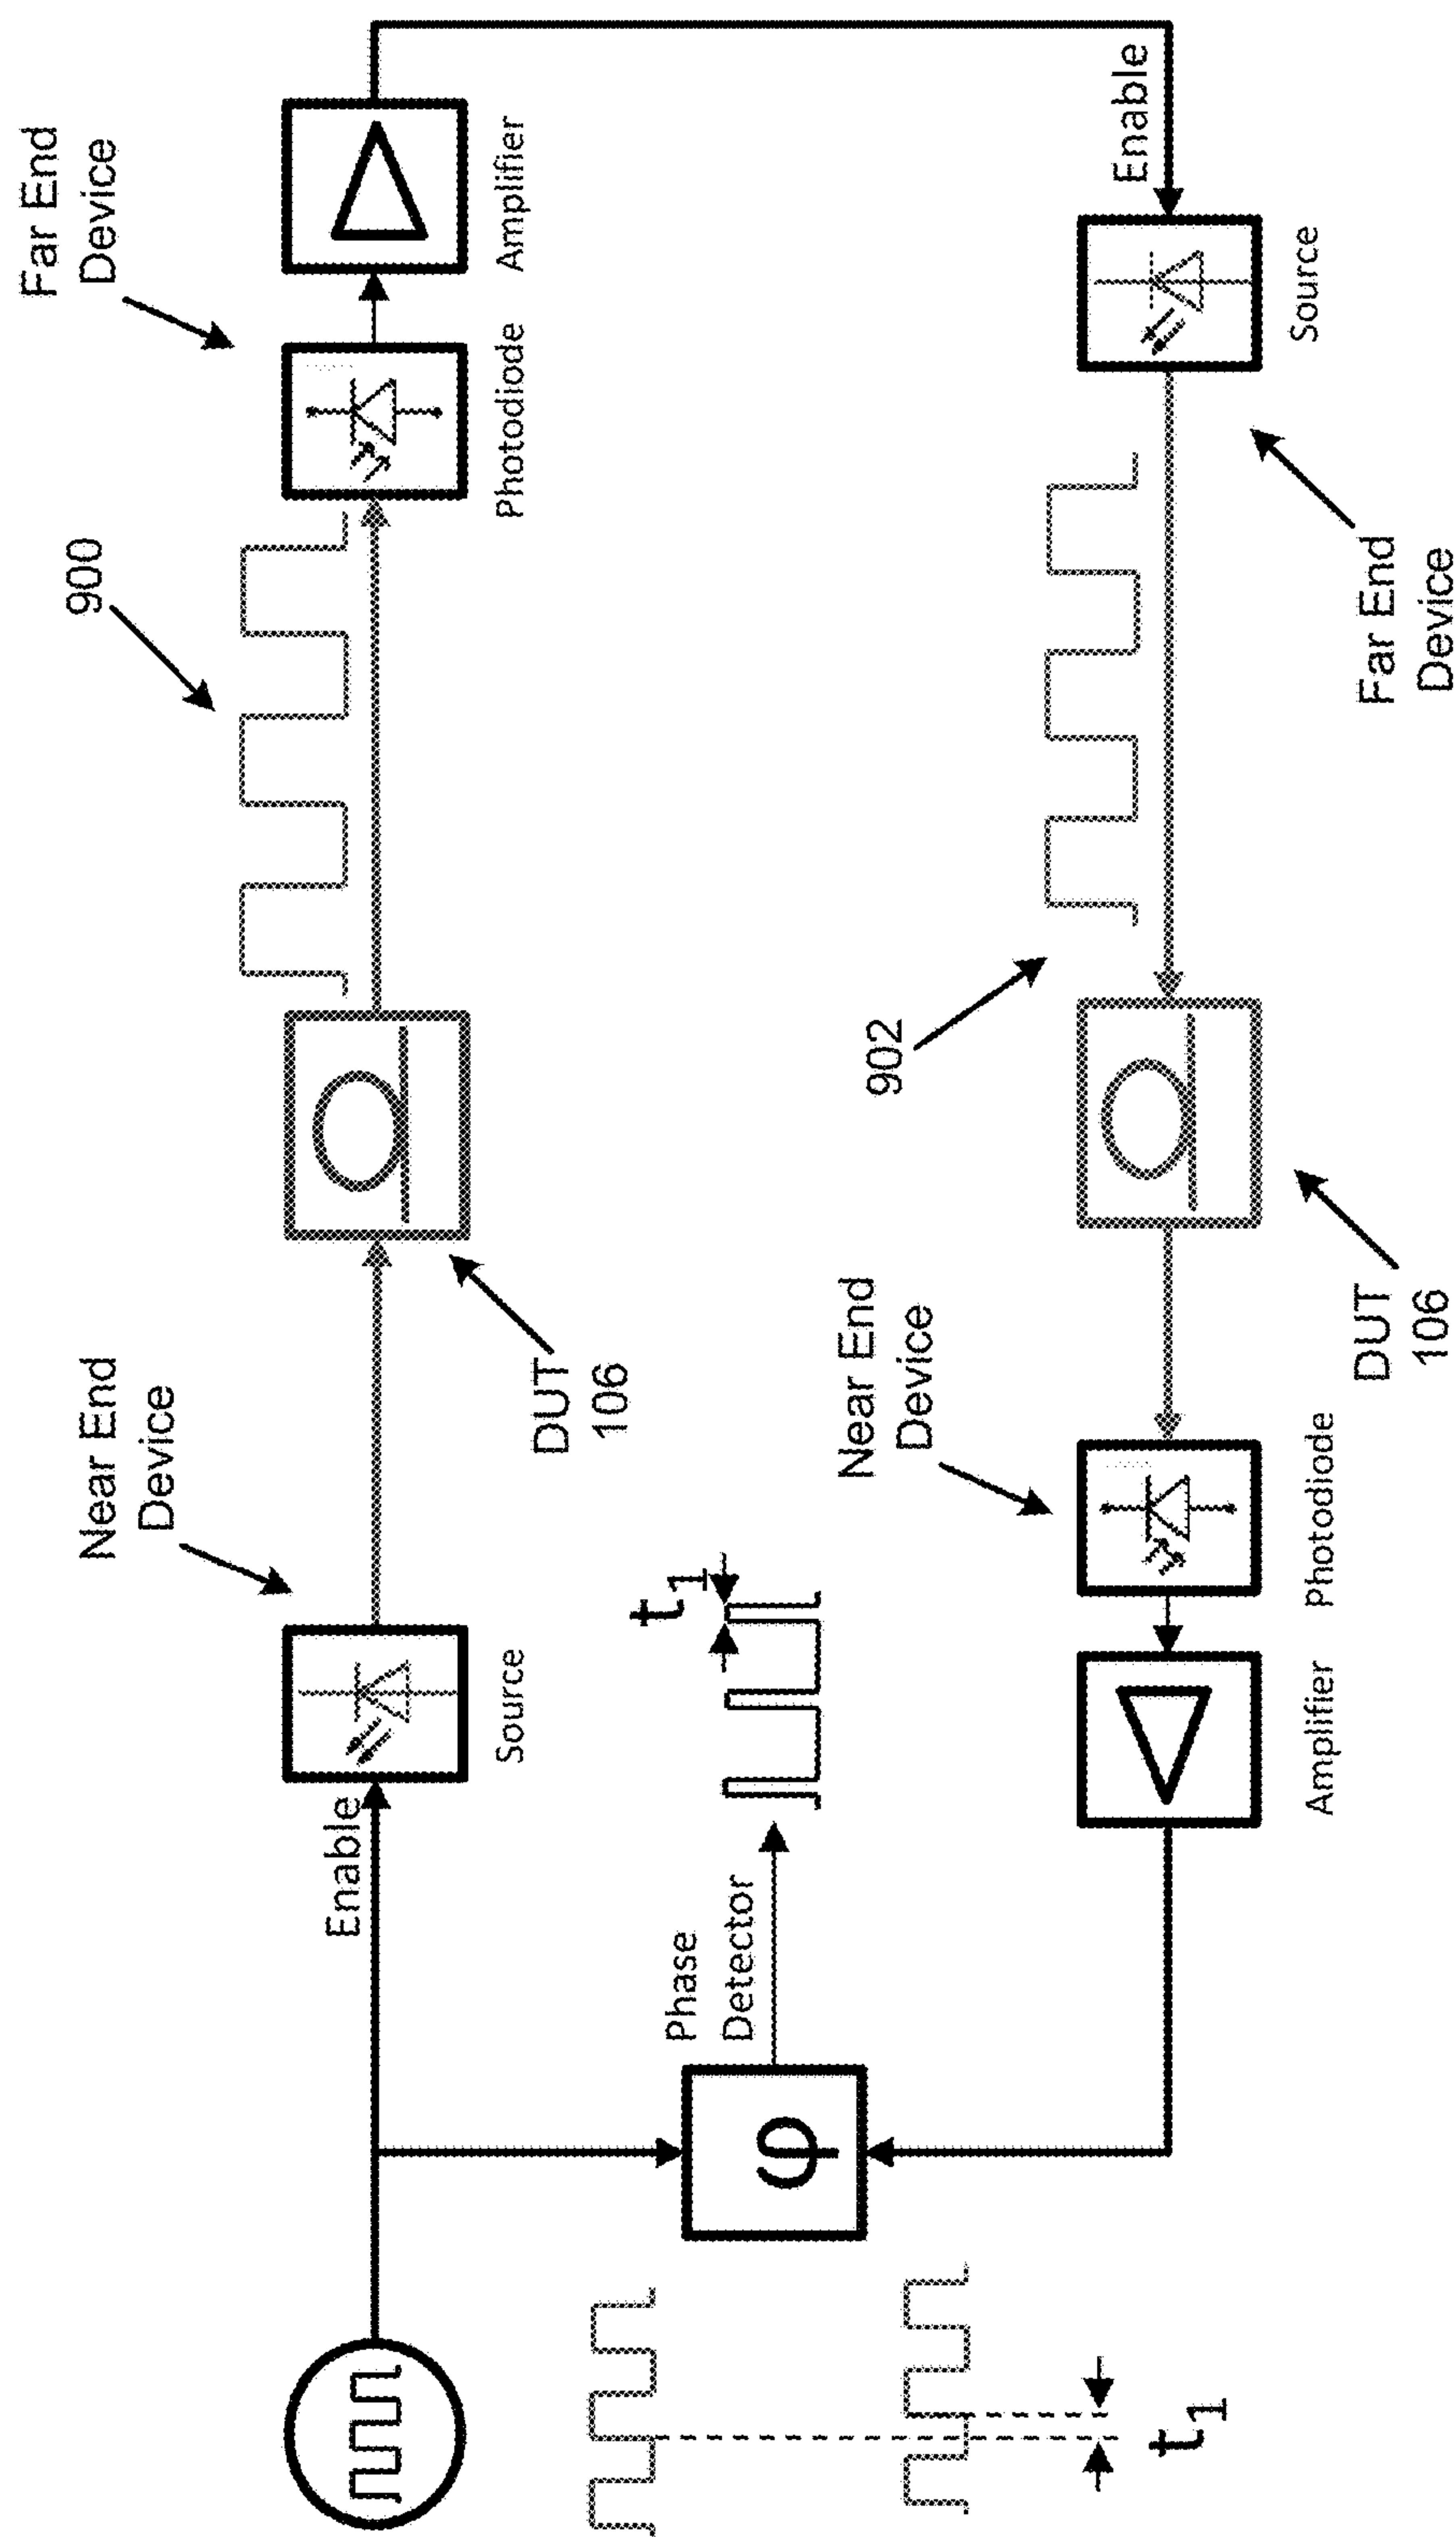 Enable
Source
Near End
Device
DUT
106
900
Photodiode
Far End
Device
Amplifier
Phase
Detector
φ
t1
t1
Enable
Source
Far End
Device
902
DUT
106
Near End
Device
Photodiode
Amplifier